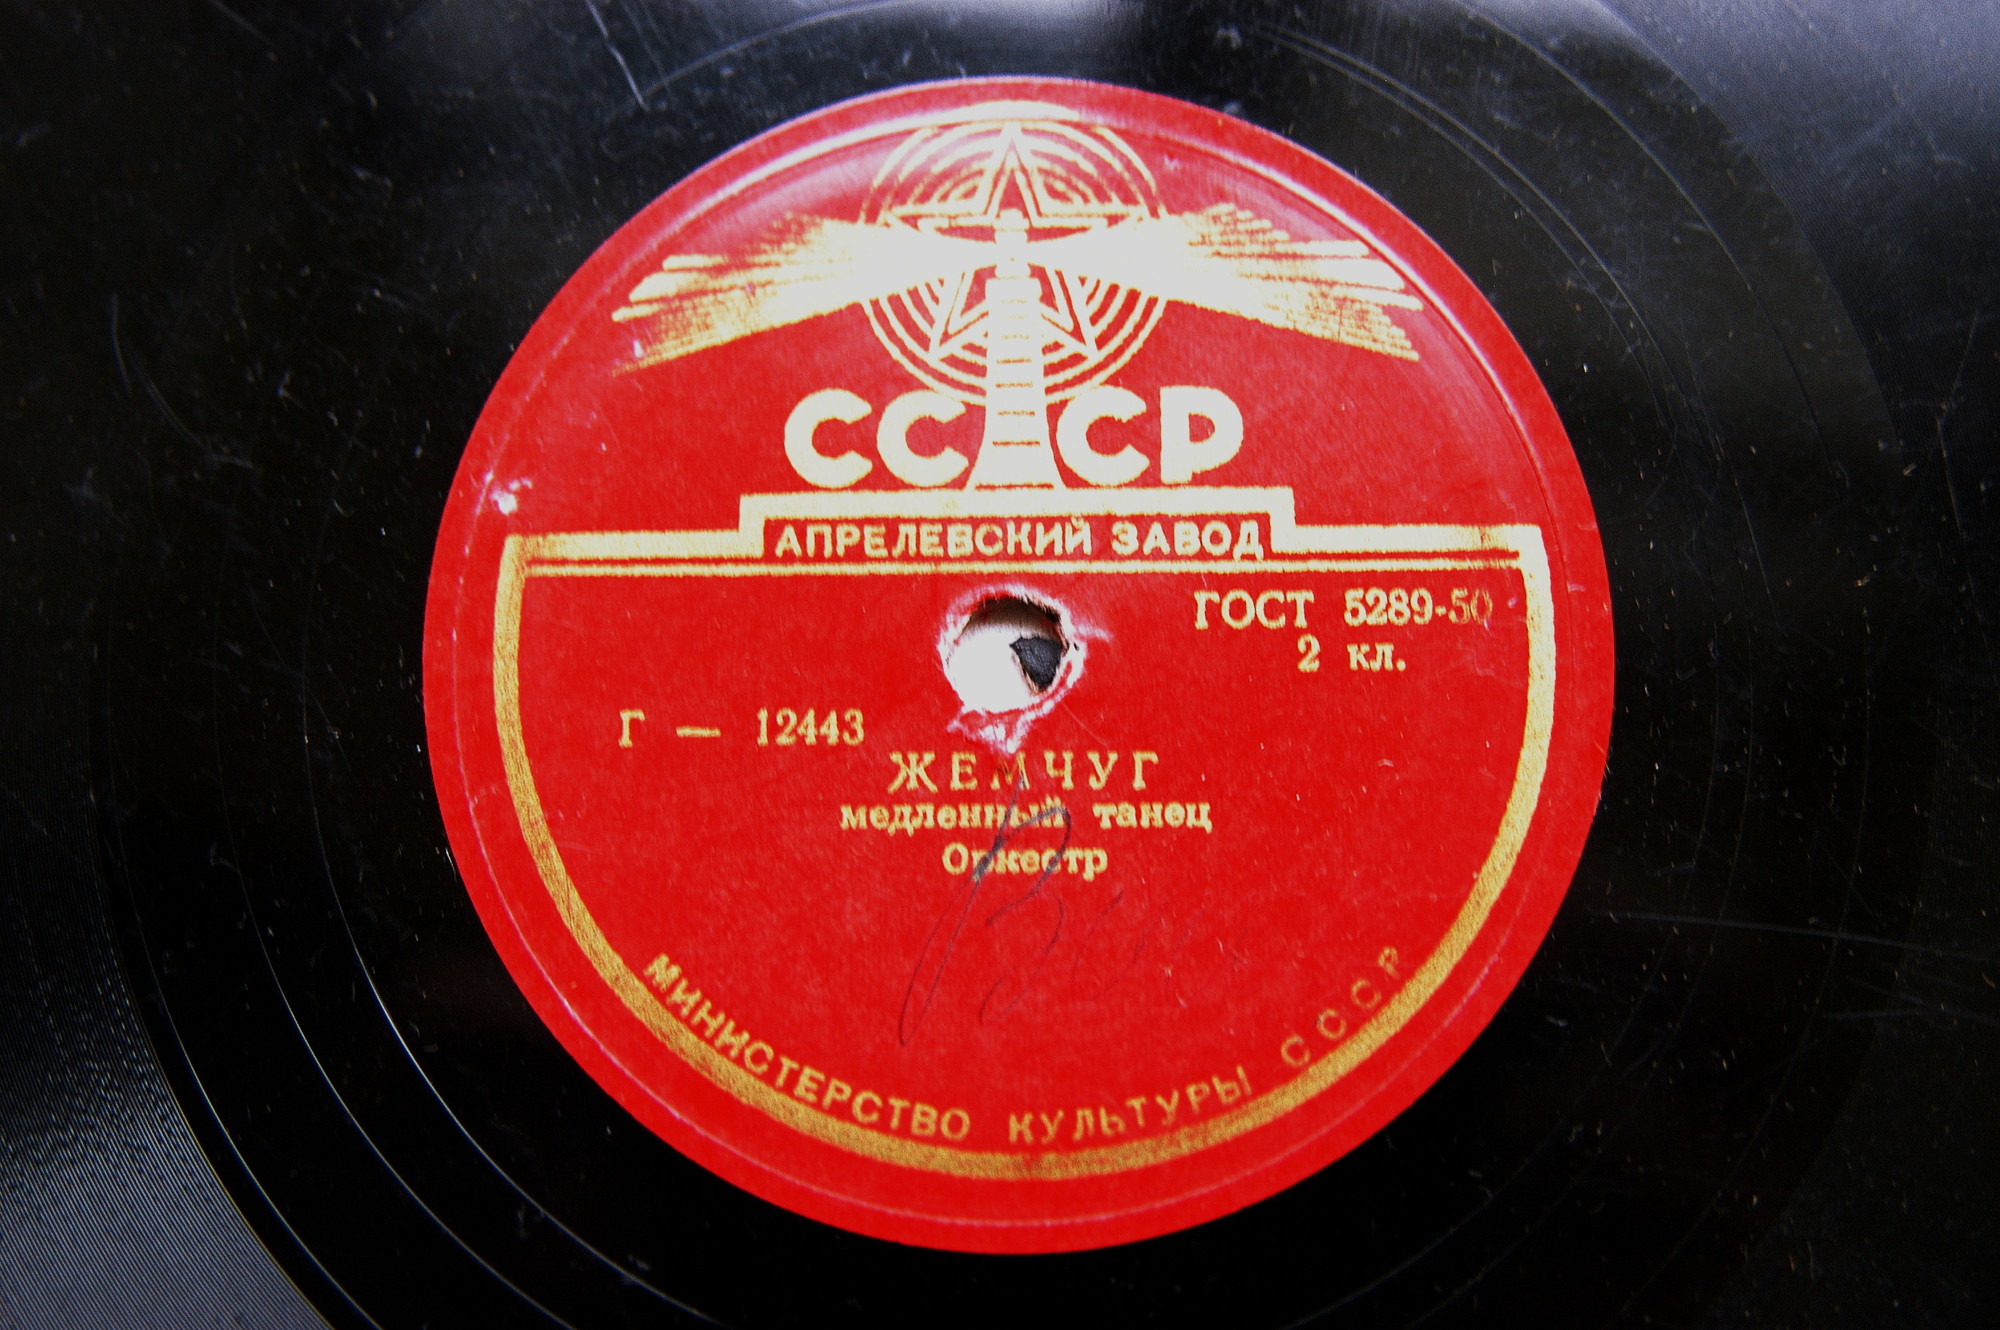 СССР
АПРЕЛЕВСКИЙ ЗАВОД
ГОСТ 5289-50
2 кл.
Г — 12443
ЖЕМЧУГ
медленный танец
Оркестр
МИНИСТЕРСТВО КУЛЬТУРЫ СССР